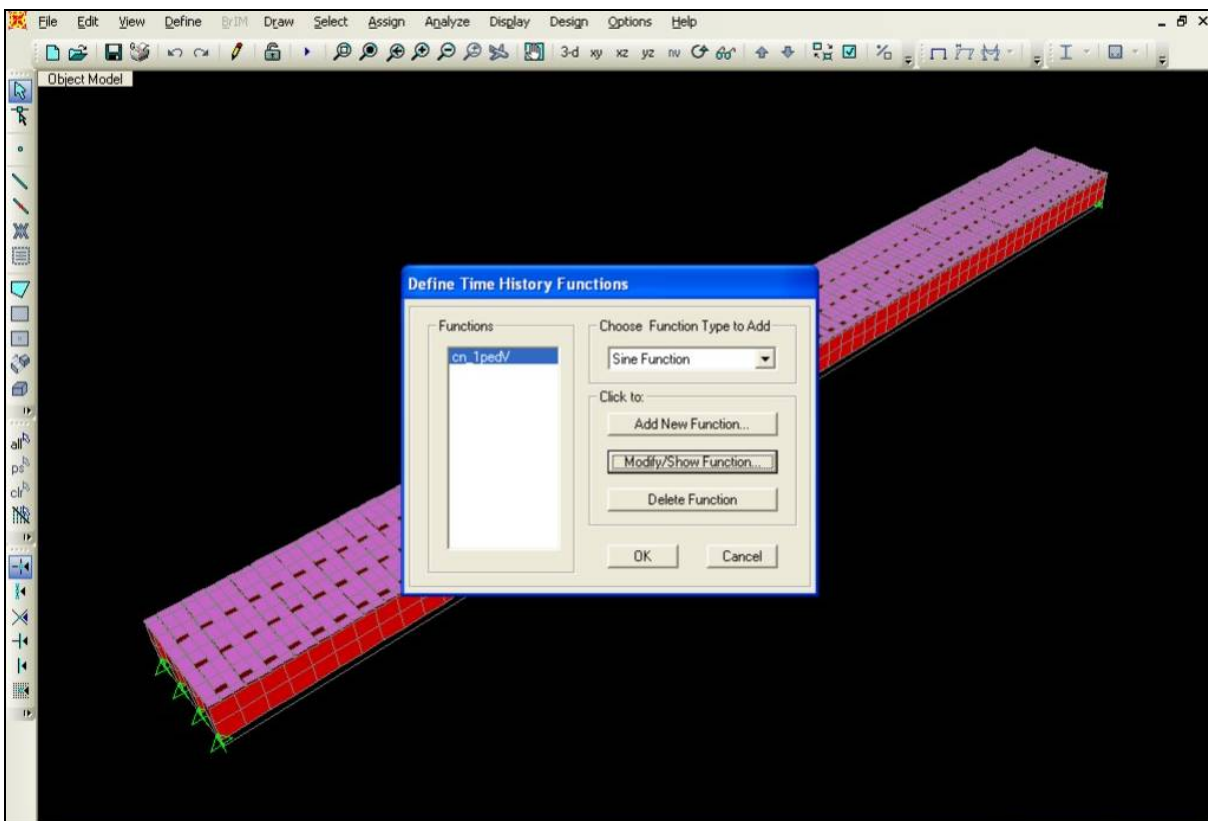 File Edit View Define BrIM Draw Select Assign Analyze Display Design Options Help
3-d xy xz yz nv
Object Model
all
ps
clr
Define Time History Functions
Functions
cn_1pedV
Choose Function Type to Add
Sine Function
Click to:
Add New Function...
Modify/Show Function...
Delete Function
OK Cancel